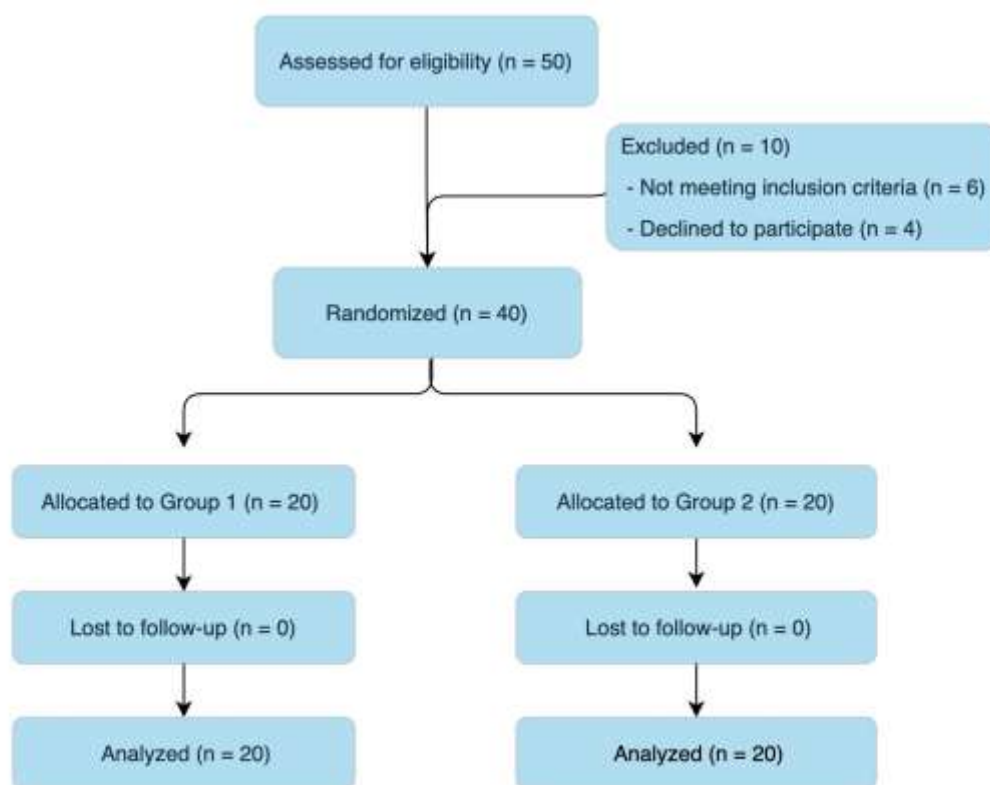 Assessed for eligibility (n = 50)
Excluded (n = 10)
- Not meeting inclusion criteria (n = 6)
- Declined to participate (n = 4)
Randomized (n = 40)
Allocated to Group 1 (n = 20)
Allocated to Group 2 (n = 20)
Lost to follow-up (n = 0)
Lost to follow-up (n = 0)
Analyzed (n = 20)
Analyzed (n = 20)